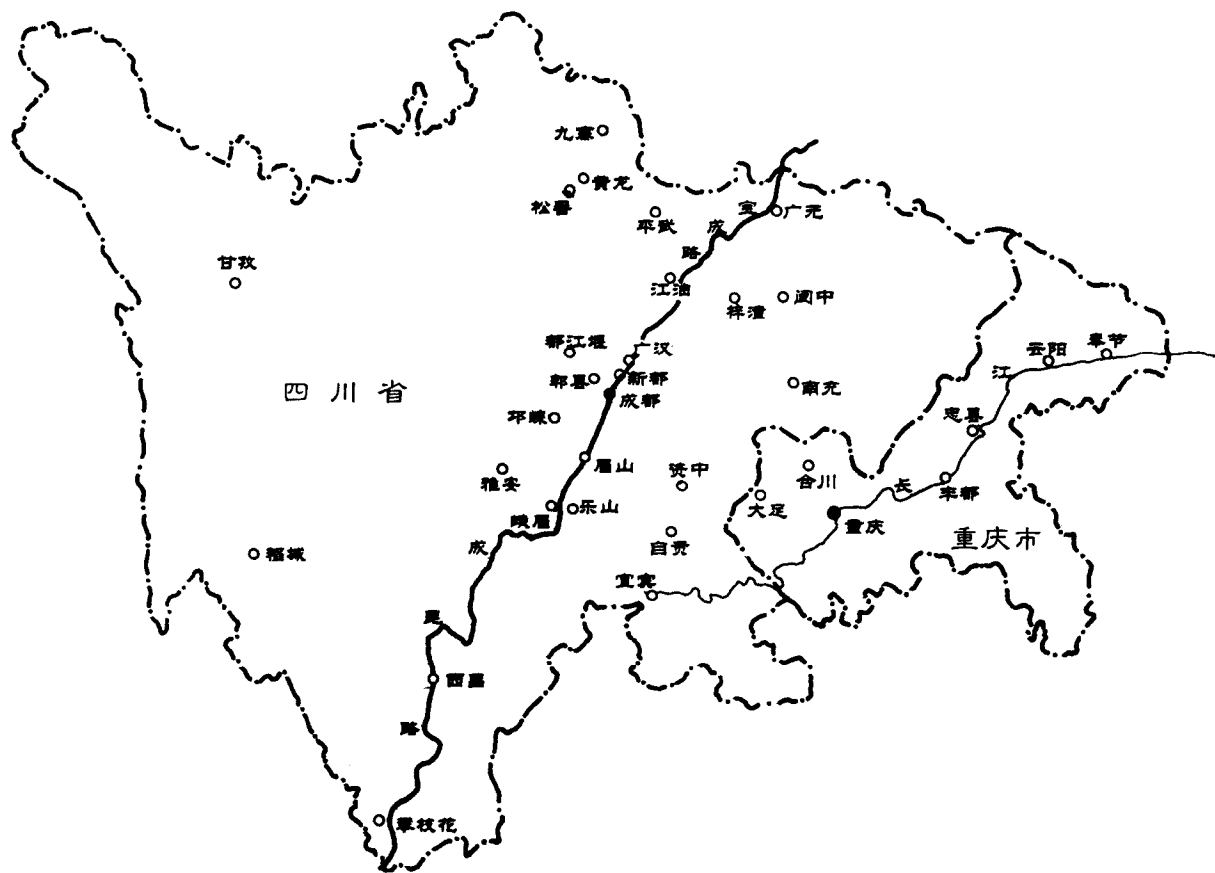 九寨
黄龙
松潘
平武
宝
广元
成
路
甘孜
江油
梓潼
阆中
都江堰
广汉
云阳
奉节
郫县
新都
江
四川省
成都
南充
邛崃
忠县
眉山
资中
合川
雅安
长
丰都
大足
峨眉
乐山
重庆
自贡
重庆市
成
稻城
宜宾
昆
西昌
路
攀枝花